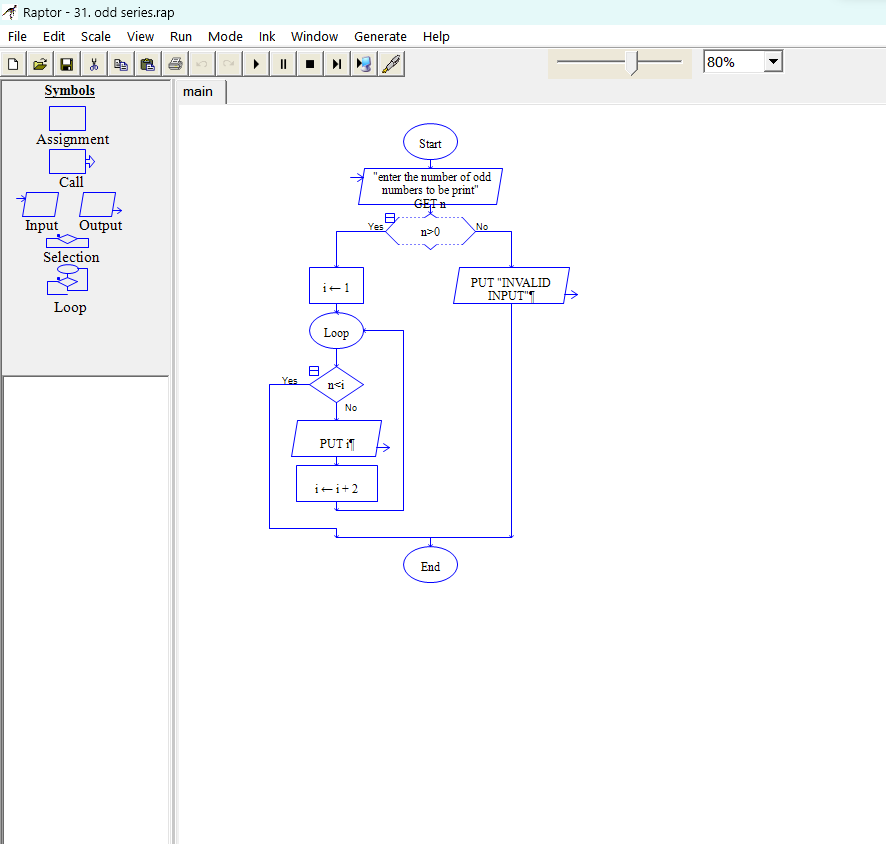 Raptor - 31. odd series.rap
File Edit Scale View Run Mode Ink Window Generate Help
80%
Symbols
Assignment
Call
Input Output
Selection
Loop
main
Start
"enter the number of odd
numbers to be print"
GET n
Yes n>0 No
i ← 1
PUT "INVALID
INPUT"¶
Loop
Yes n<i
No
PUT i¶
i ← i + 2
End